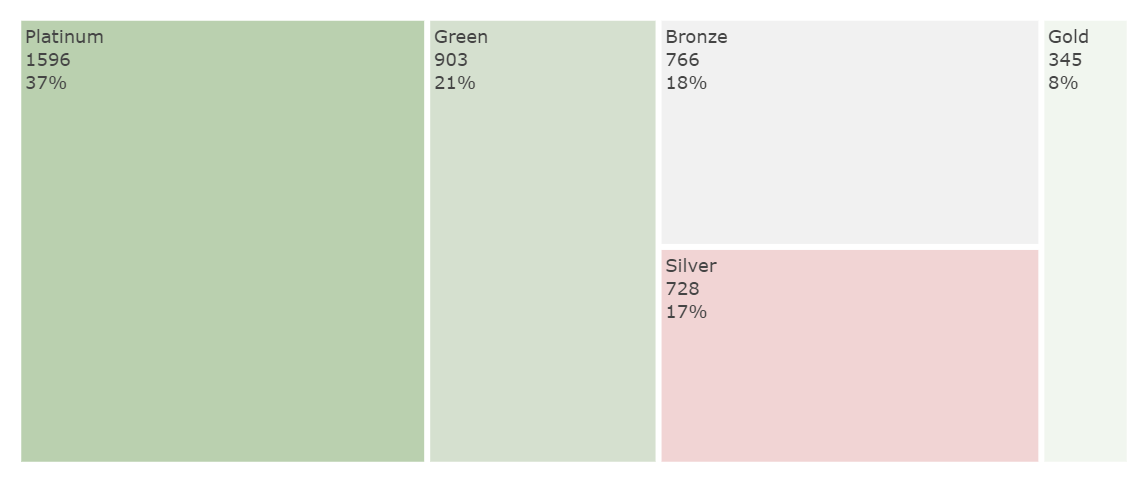 Platinum
1596
37%
Green
903
21%
Bronze
766
18%
Silver
728
17%
Gold
345
8%